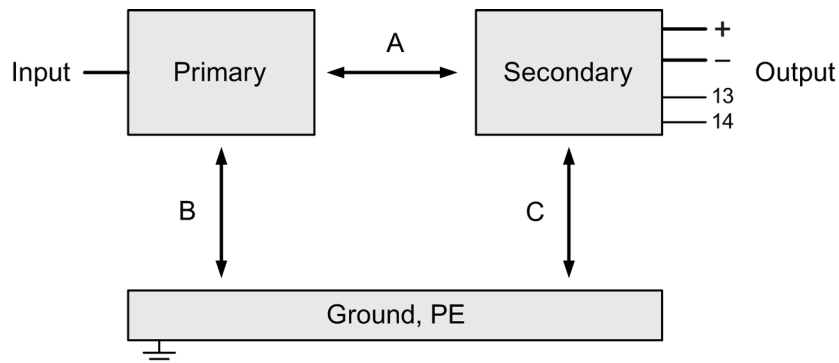 Input
Primary
A
Secondary
+
−
13
14
Output
B
C
Ground, PE